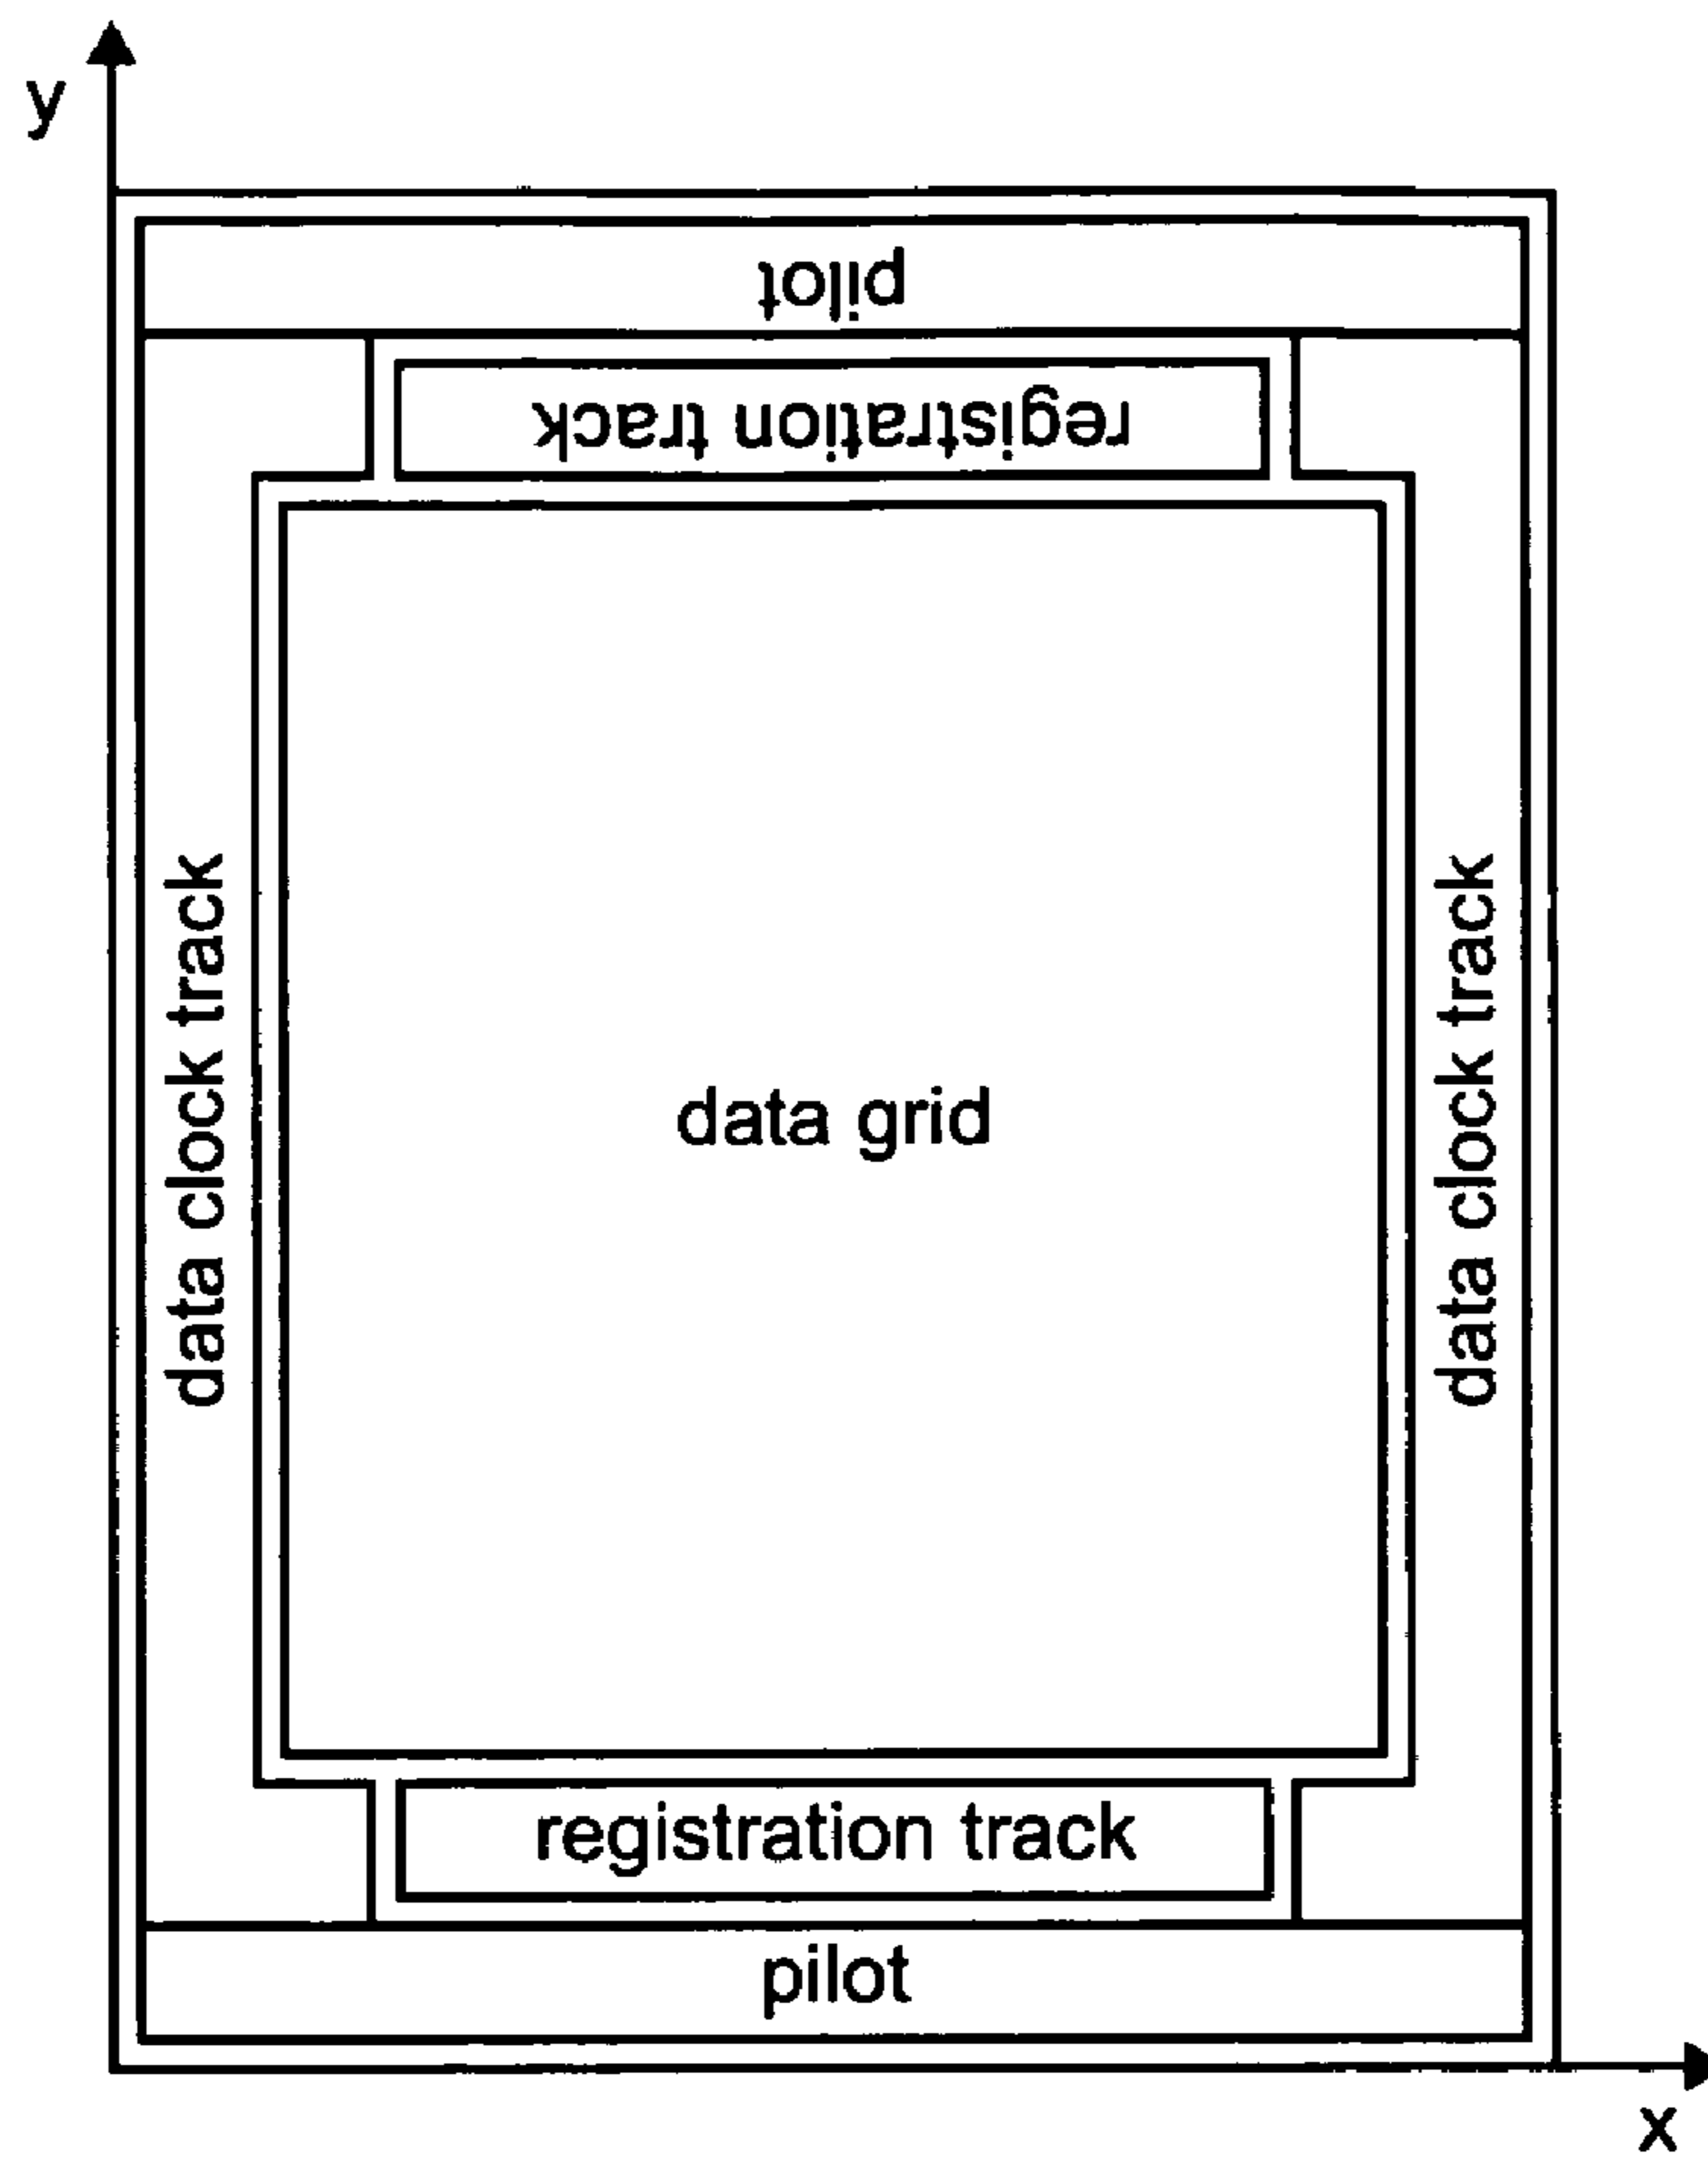 y
pilot
registration track
data clock track
data grid
data clock track
registration track
pilot
x